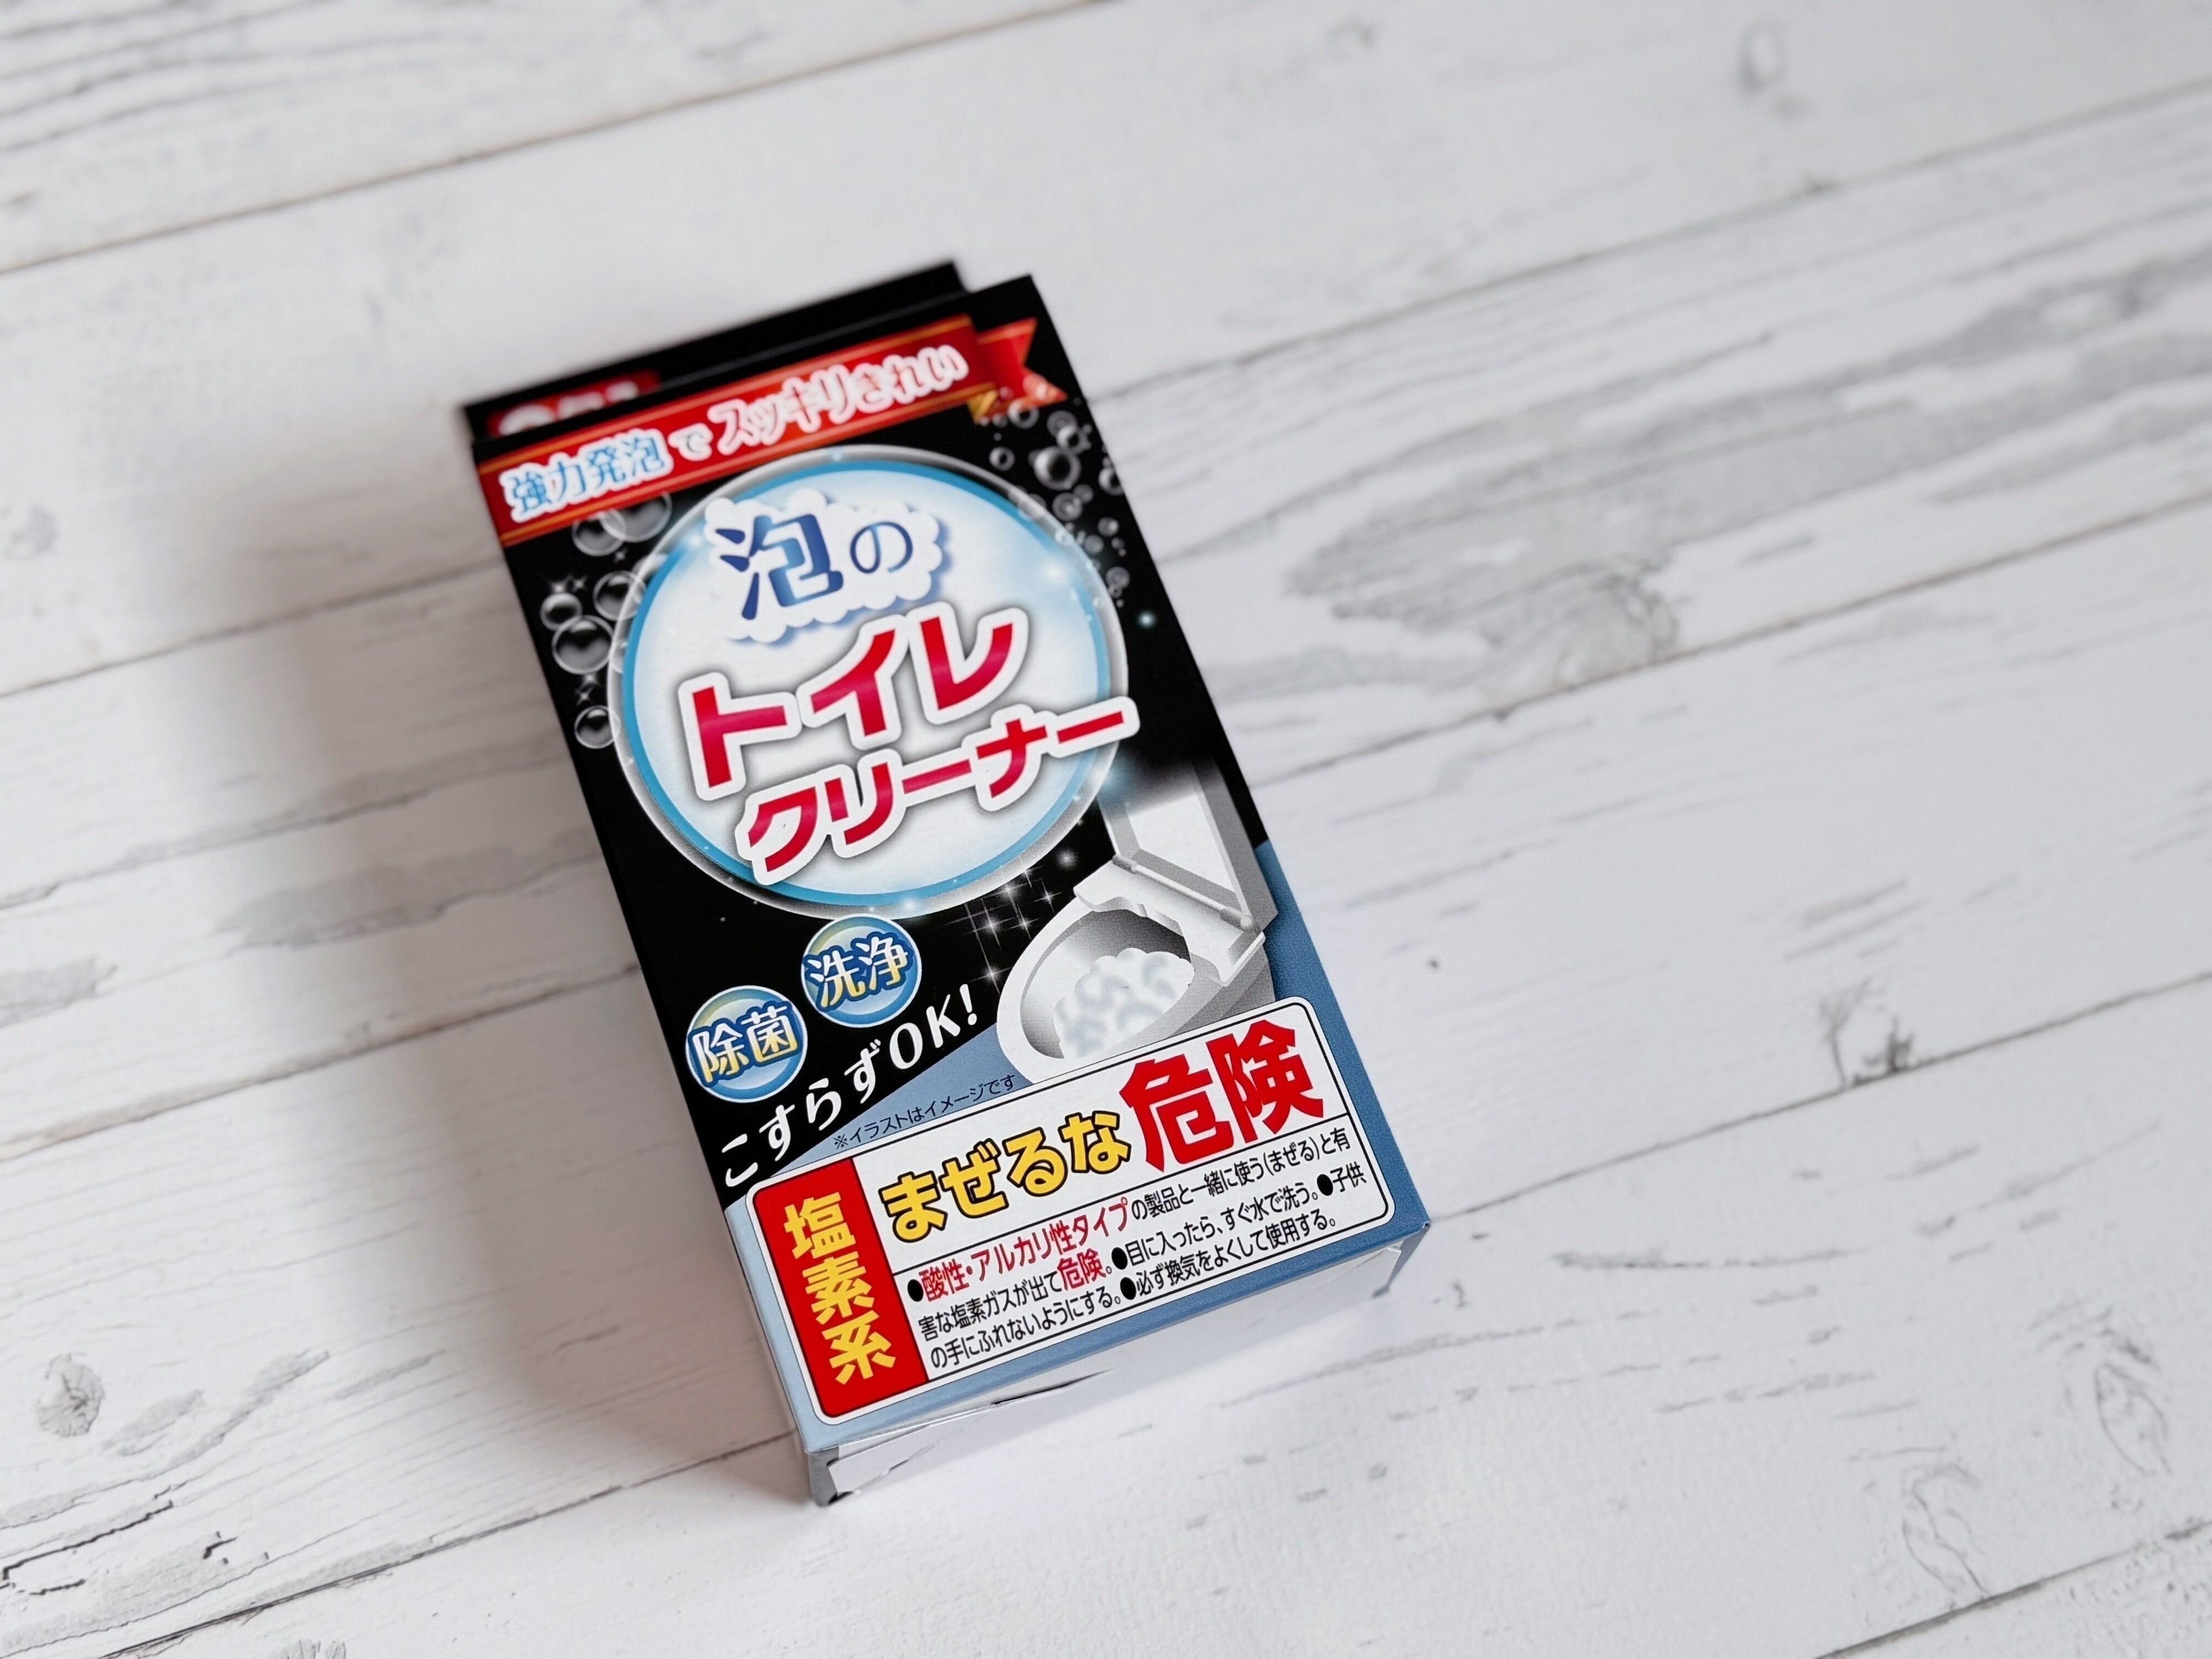 強力発泡でスッキリきれい
泡の
トイレ
クリーナー
洗浄
除菌
こすらずOK!
※イラストはイメージです
塩素系
まぜるな危険
●酸性・アルカリ性タイプの製品と一緒に使う(まぜる)と有
害な塩素ガスが出て危険。●目に入ったら、すぐ水で洗う。●子供
の手にふれないようにする。●必ず換気をよくして使用する。